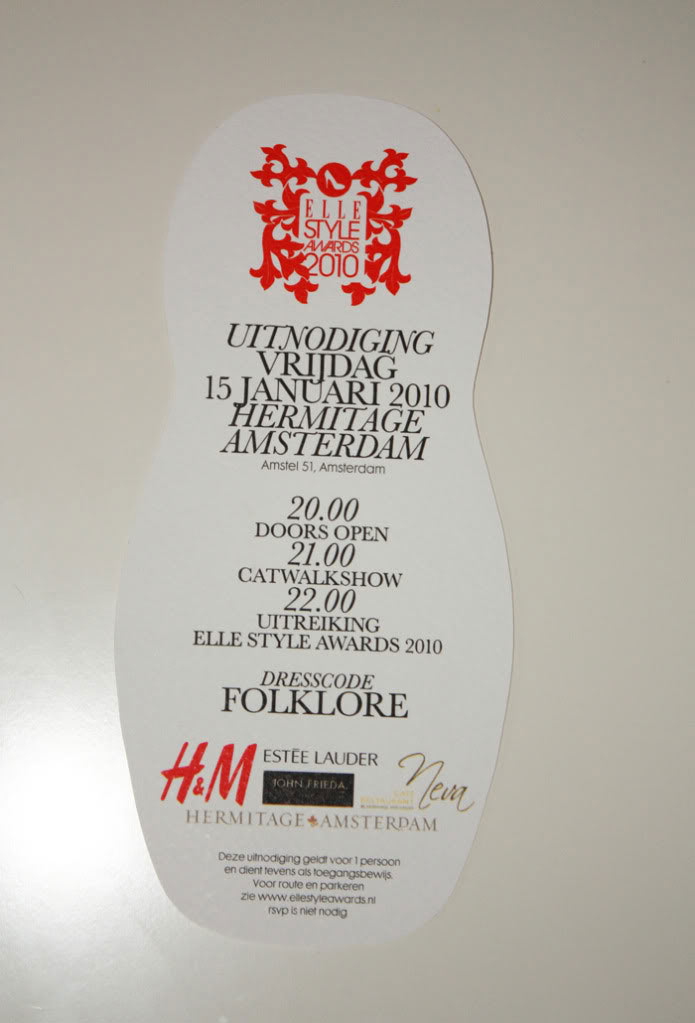 ELLE
STYLE
AWARDS
2010
UITNODIGING
VRIJDAG
15 JANUARI 2010
HERMITAGE
AMSTERDAM
Amstel 51, Amsterdam
20.00
DOORS OPEN
21.00
CATWALKSHOW
22.00
UITREIKING
ELLE STYLE AWARDS 2010
DRESSCODE
FOLKLORE
H&M
ESTĒE LAUDER
JOHN FRIEDA
Neva
CAFÉ
RESTAURANT
HERMITAGE AMSTERDAM
Deze uitnodiging geldt voor 1 persoon
en dient tevens als toegangsbewijs.
Voor route en parkeren
zie www.ellestyleawards.nl
rsvp is niet nodig